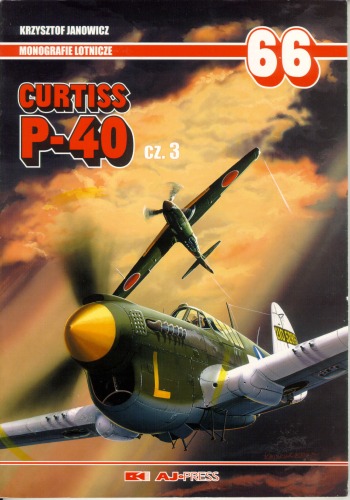 KRZYSZTOF JANOWICZ
MONOGRAFIE LOTNICZE
66
CURTISS
P-40
cz. 3
L
AJ-PRESS